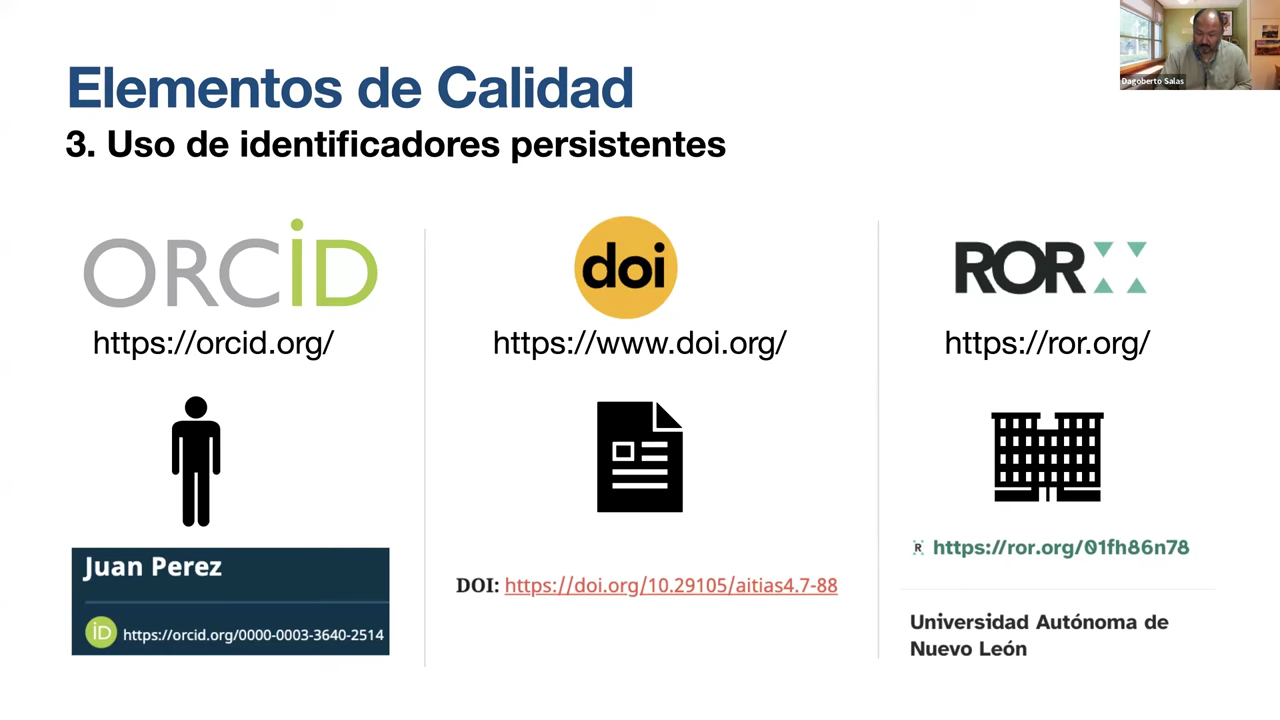 Dagoberto Salas
Elementos de Calidad
3. Uso de identificadores persistentes
ORCID
https://orcid.org/
Juan Perez
iD https://orcid.org/0000-0003-3640-2514
doi
https://www.doi.org/
DOI: https://doi.org/10.29105/aitias4.7-88
ROR
https://ror.org/
R https://ror.org/01fh86n78
Universidad Autónoma de
Nuevo León